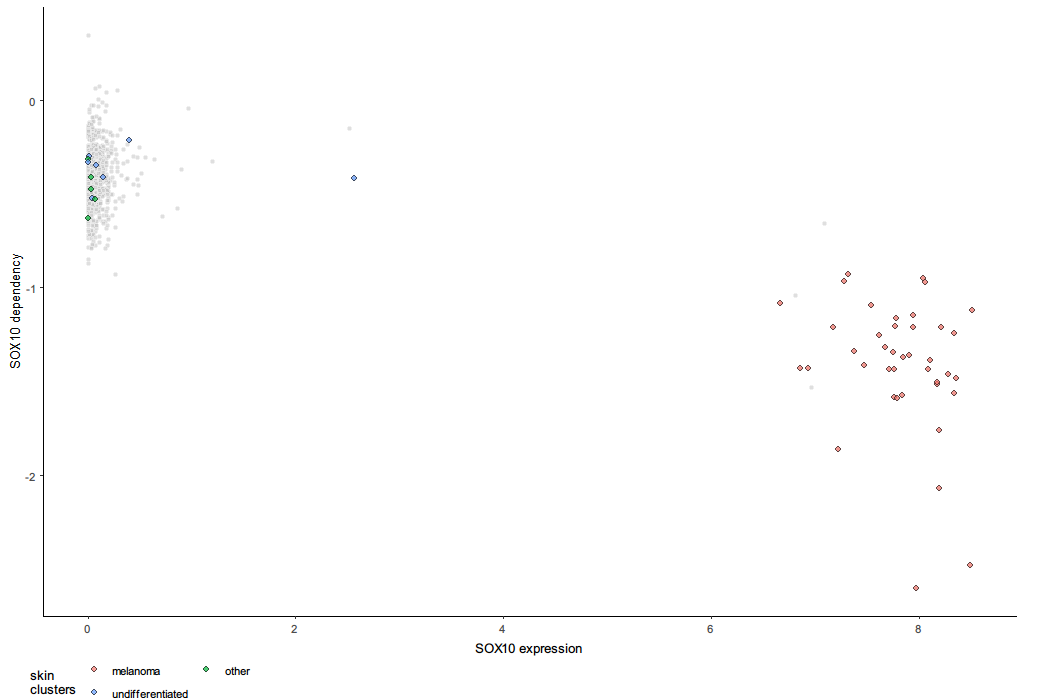 0
-1
-2
SOX10 dependency
0
2
4
6
8
SOX10 expression
skin
clusters
melanoma
other
undifferentiated